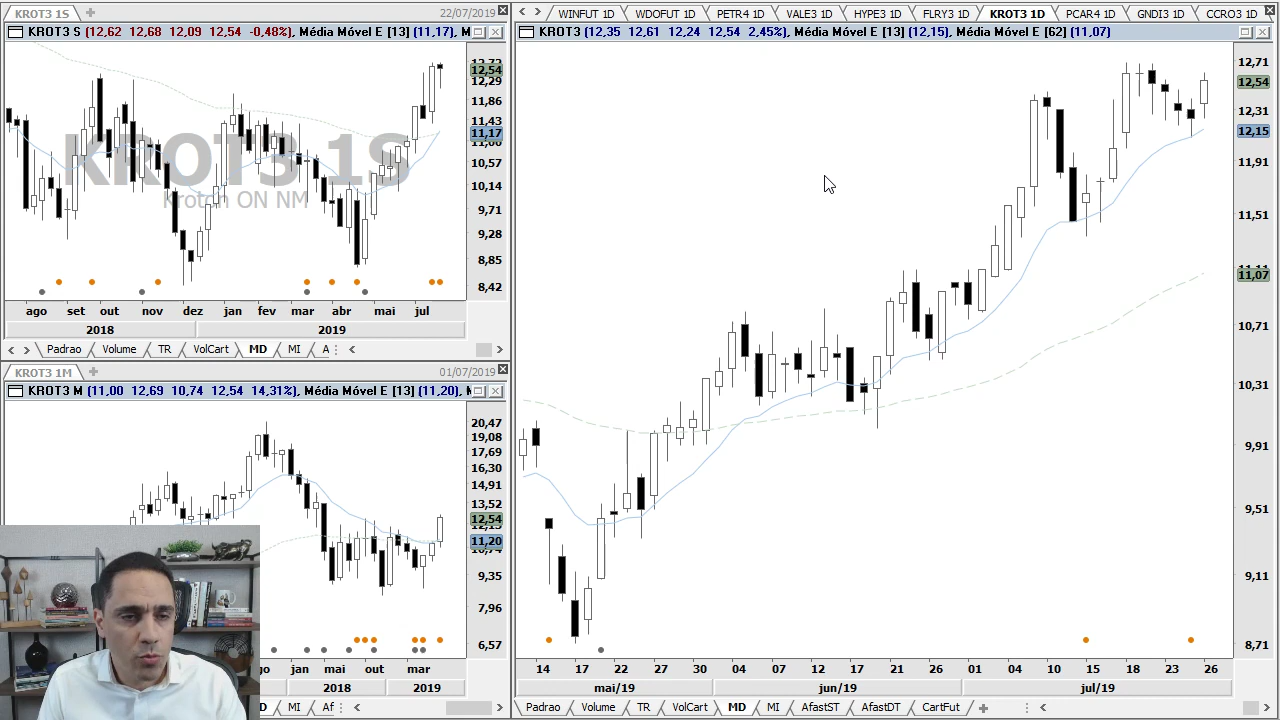 KROT3 1S
22/07/2019
KROT3 S (12,62 12,68 12,09 12,54 -0,48%), Média Móvel E [13] (11,17), M
12,54
12,29
11,86
11,43
11,17
10,57
10,14
9,71
9,28
8,85
8,42
KROT3 1S
Kroton ON NM
ago set out nov dez jan fev mar abr mai jul
2018 2019
Padrao Volume TR VolCart MD MI A
KROT3 1M
01/07/2019
KROT3 M (11,00 12,69 10,74 12,54 14,31%), Média Móvel E [13] (11,20), M
20,47
19,08
17,69
16,30
14,91
13,52
12,54
11,20
9,35
7,96
6,57
go jan mai out mar
2018 2019
D MI Af
WINFUT 1D WDOFUT 1D PETR4 1D VALE3 1D HYPE3 1D FLRY3 1D KROT3 1D PCAR4 1D GNDI3 1D CCRO3 1D
KROT3 (12,35 12,61 12,24 12,54 2,45%), Média Móvel E [13] (12,15), Média Móvel E [62] (11,07)
12,71
12,54
12,31
12,15
11,91
11,51
11,07
10,71
10,31
9,91
9,51
9,11
8,71
14 17 22 27 30 04 07 12 17 21 26 01 04 10 15 18 23 26
mai/19 jun/19 jul/19
Padrao Volume TR VolCart MD MI AfastST AfastDT CartFut